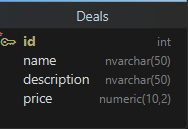 Deals
id int
name nvarchar(50)
description nvarchar(50)
price numeric(10,2)